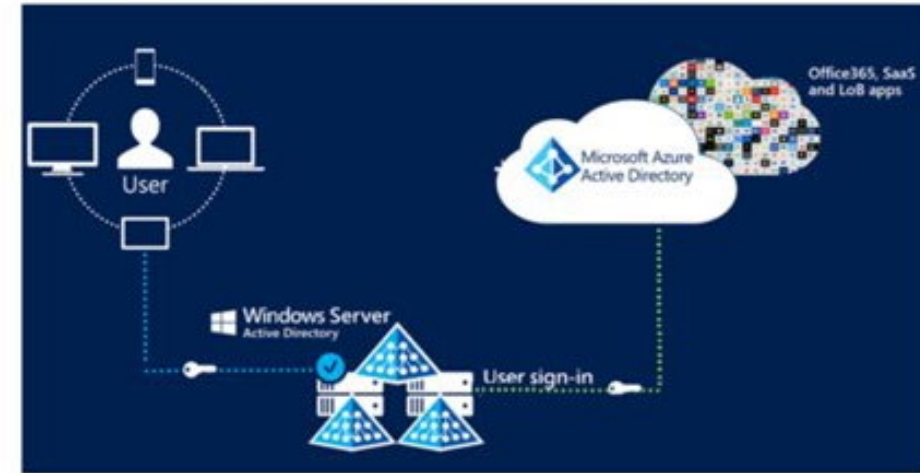 Office365, SaaS
and LoB apps
Microsoft Azure
Active Directory
User
Windows Server
Active Directory
User sign-in